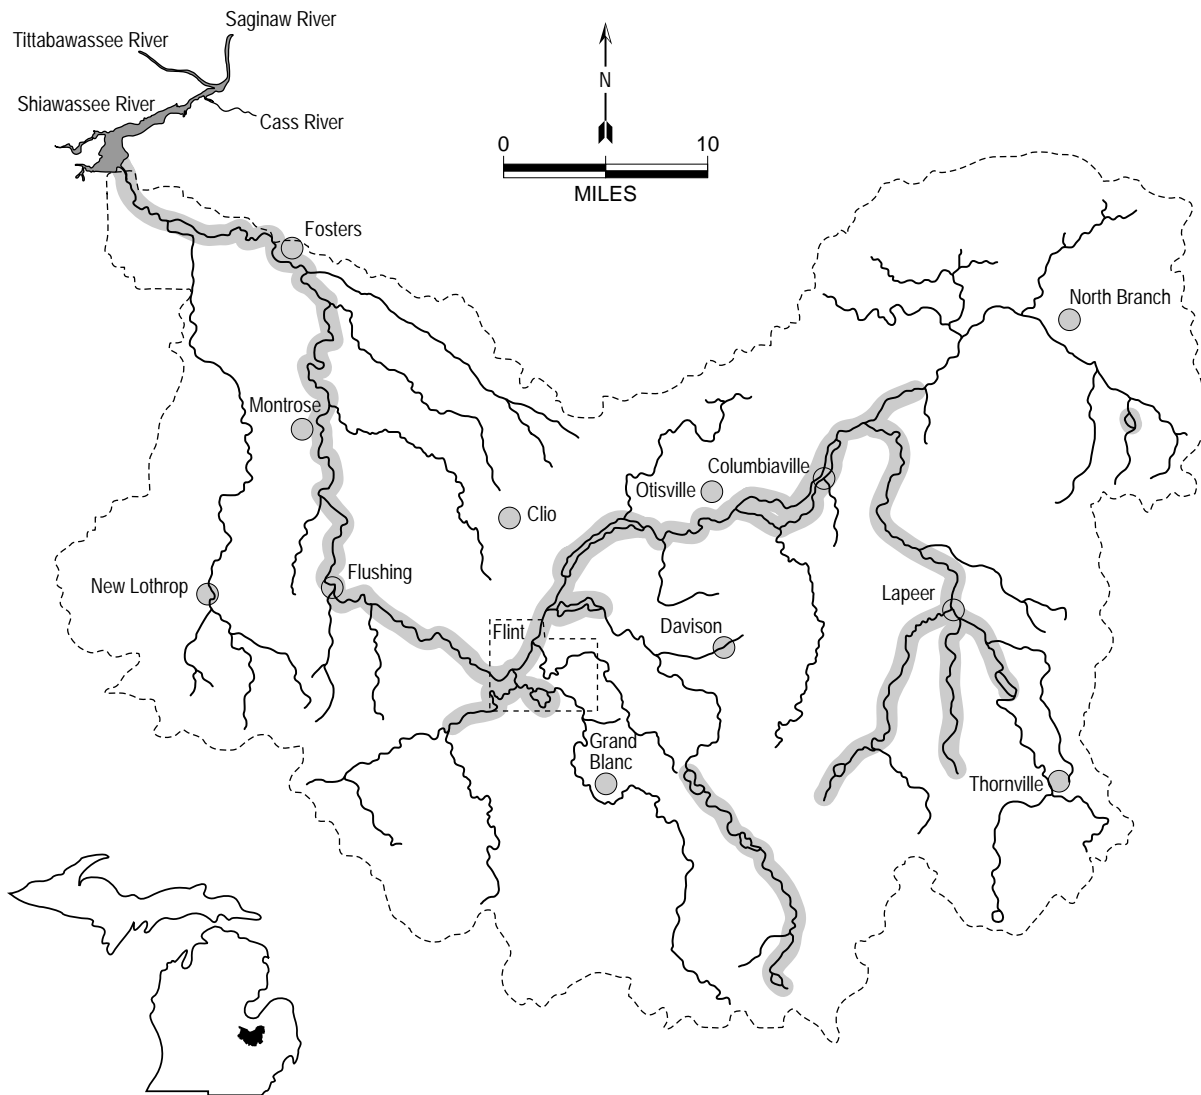 Saginaw River
Tittabawassee River
Shiawassee River
Cass River
N
0 10
MILES
Fosters
North Branch
Montrose
Columbiaville
Otisville
Clio
New Lothrop
Flushing
Lapeer
Flint
Davison
Grand
Blanc
Thornville